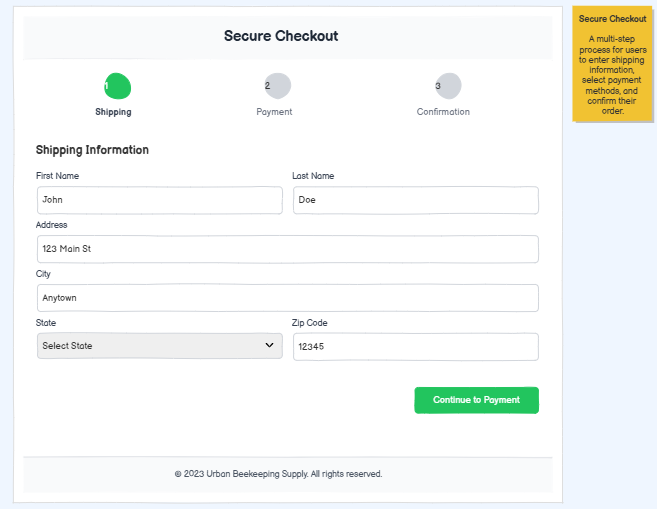 Secure Checkout
1
2
3
Shipping
Payment
Confirmation
Shipping Information
First Name
Last Name
John
Doe
Address
123 Main St
City
Anytown
State
Zip Code
Select State
12345
Continue to Payment
© 2023 Urban Beekeeping Supply. All rights reserved.
Secure Checkout
A multi-step
process for users
to enter shipping
information,
select payment
methods, and
confirm their
order.